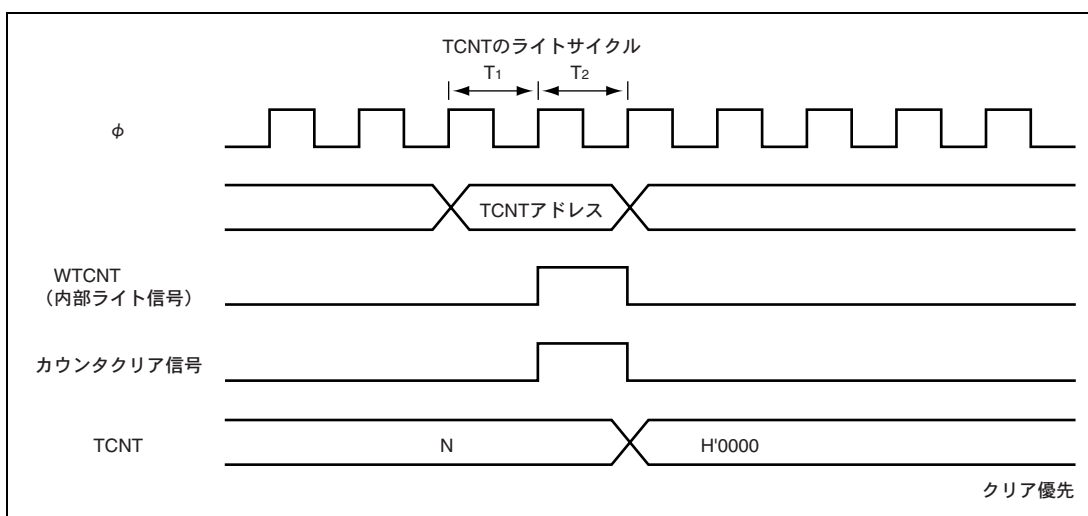 TCNTのライトサイクル
T1 T2
φ
TCNTアドレス
WTCNT
（内部ライト信号）
カウンタクリア信号
TCNT N H'0000
クリア優先